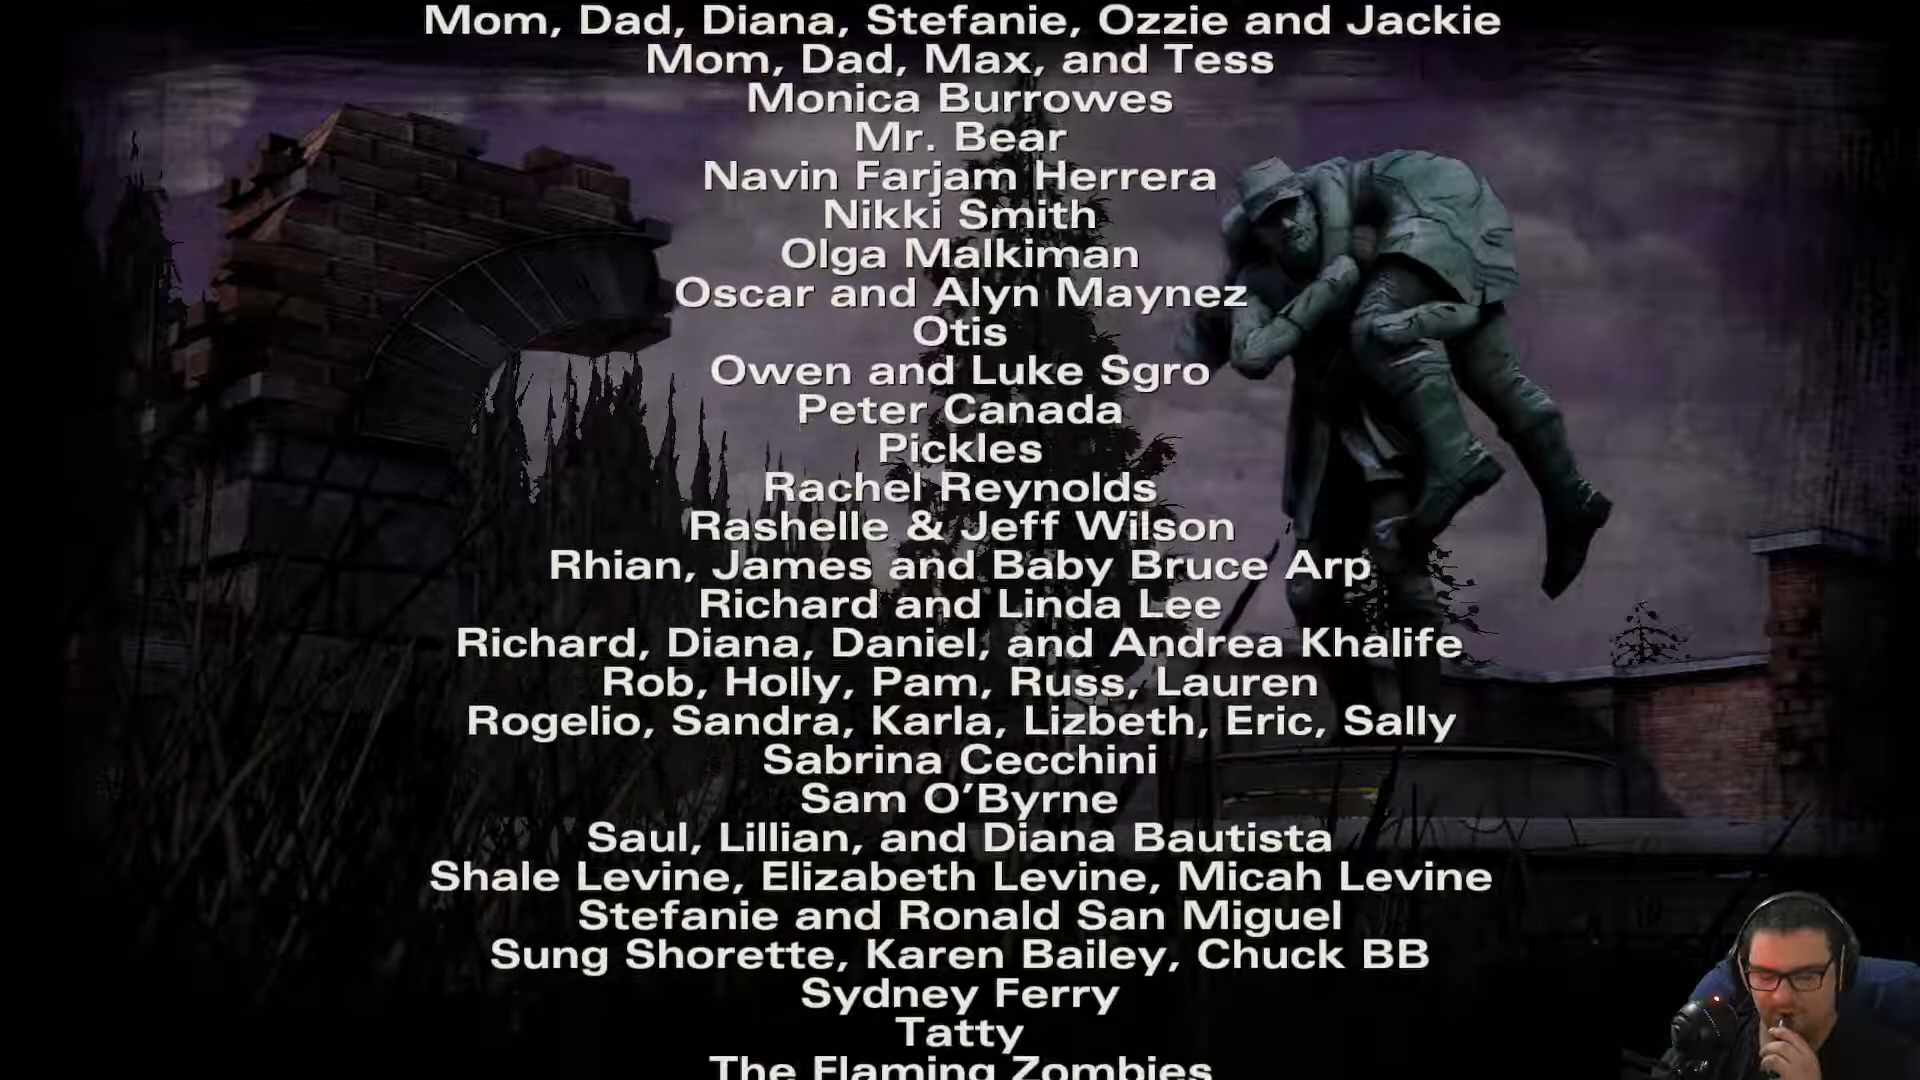 Mom, Dad, Diana, Stefanie, Ozzie and Jackie
Mom, Dad, Max, and Tess
Monica Burrowes
Mr. Bear
Navin Farjam Herrera
Nikki Smith
Olga Malkiman
Oscar and Alyn Maynez
Otis
Owen and Luke Sgro
Peter Canada
Pickles
Rachel Reynolds
Rashelle & Jeff Wilson
Rhian, James and Baby Bruce Arp
Richard and Linda Lee
Richard, Diana, Daniel, and Andrea Khalife
Rob, Holly, Pam, Russ, Lauren
Rogelio, Sandra, Karla, Lizbeth, Eric, Sally
Sabrina Cecchini
Sam O’Byrne
Saul, Lillian, and Diana Bautista
Shale Levine, Elizabeth Levine, Micah Levine
Stefanie and Ronald San Miguel
Sung Shorette, Karen Bailey, Chuck BB
Sydney Ferry
Tatty
The Flaming Zombies